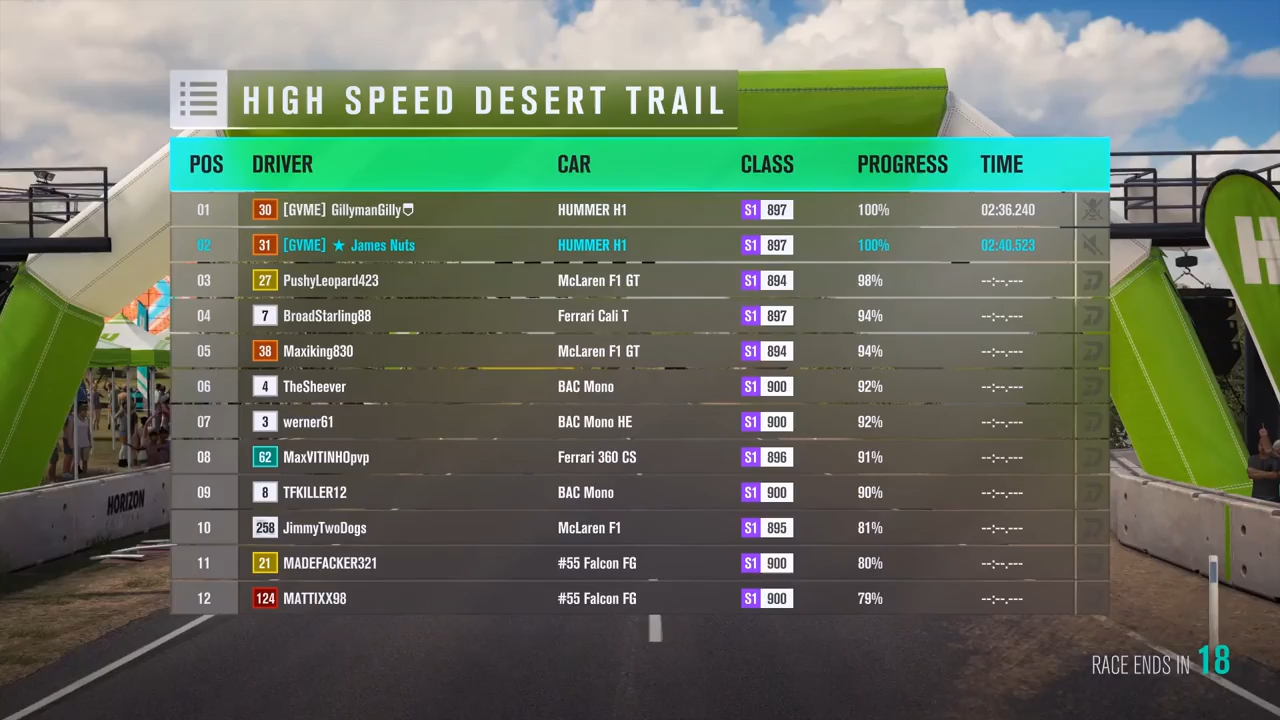 HIGH SPEED DESERT TRAIL
POS DRIVER CAR CLASS PROGRESS TIME
01 30 [GVME] GillymanGilly HUMMER H1 S1 897 100% 02:36.240
02 31 [GVME] ★ James Nuts HUMMER H1 S1 897 100% 02:40.523
03 27 PushyLeopard423 McLaren F1 GT S1 894 98% --:--.---
04 7 BroadStarling88 Ferrari Cali T S1 897 94% --:--.---
05 38 Maxiking830 McLaren F1 GT S1 894 94% --:--.---
06 4 TheSheever BAC Mono S1 900 92% --:--.---
07 3 werner61 BAC Mono HE S1 900 92% --:--.---
08 62 MaxVITINHOpvp Ferrari 360 CS S1 896 91% --:--.---
09 8 TFKILLER12 BAC Mono S1 900 90% --:--.---
10 258 JimmyTwoDogs McLaren F1 S1 895 81% --:--.---
11 21 MADEFACKER321 #55 Falcon FG S1 900 80% --:--.---
12 124 MATTIXX98 #55 Falcon FG S1 900 79% --:--.---
HORIZON
H
RACE ENDS IN 18